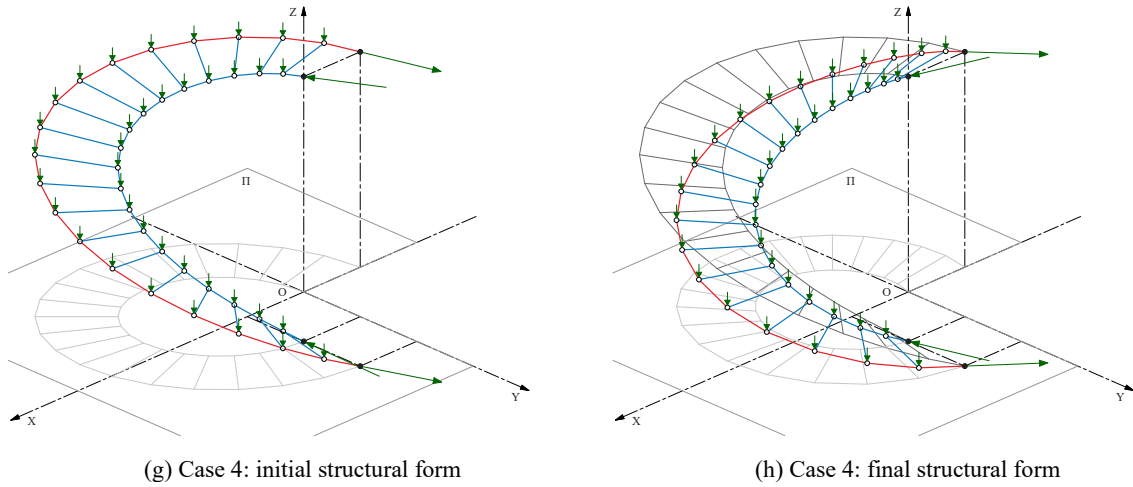 Z
Π
O
X
Y
Z
Π
O
X
Y
(g) Case 4: initial structural form
(h) Case 4: final structural form